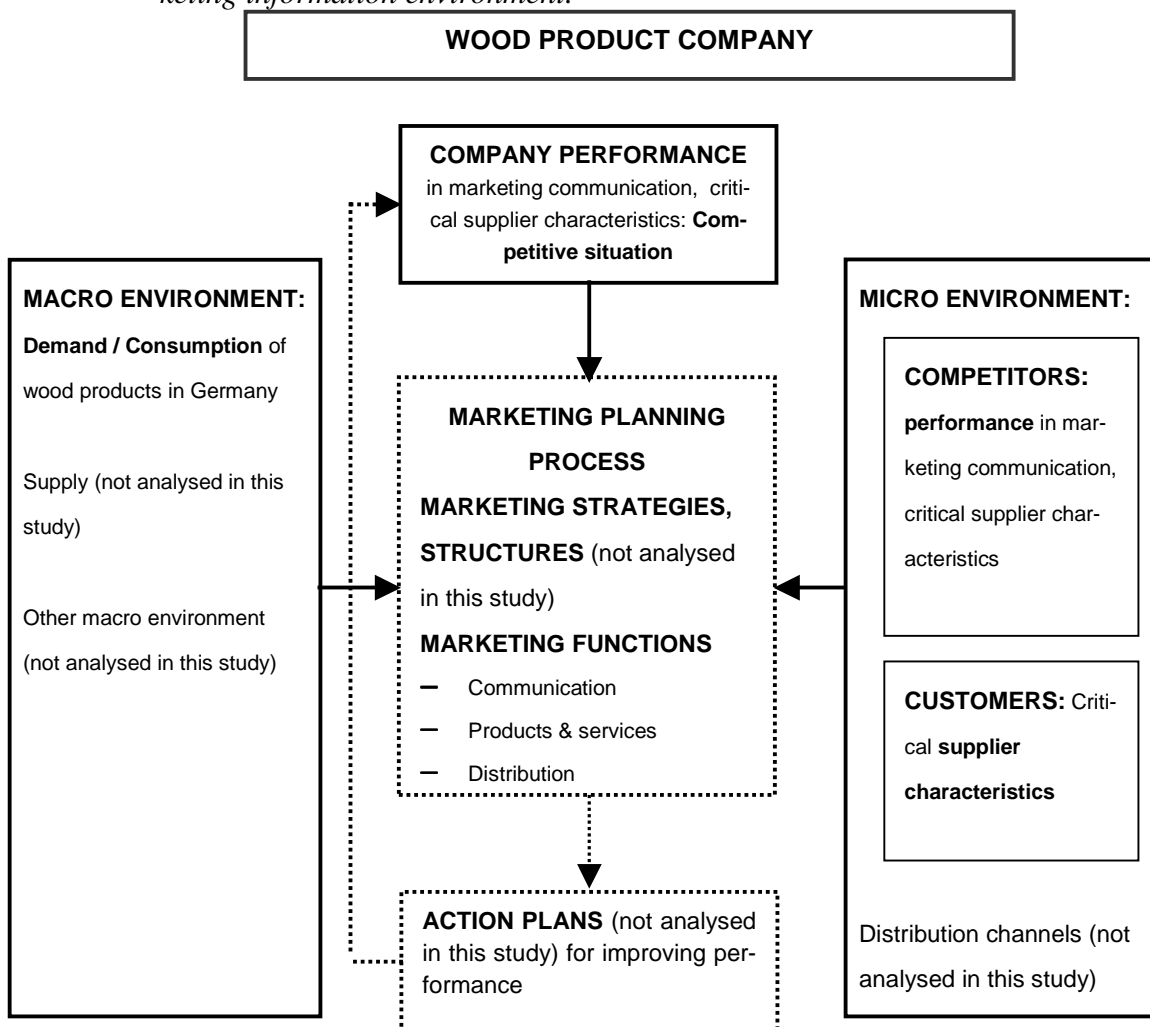 keting information environment.
WOOD PRODUCT COMPANY
COMPANY PERFORMANCE
in marketing communication, criti-
cal supplier characteristics: Com-
petitive situation
MACRO ENVIRONMENT:
Demand / Consumption of
wood products in Germany
Supply (not analysed in this
study)
Other macro environment
(not analysed in this study)
MARKETING PLANNING
PROCESS
MARKETING STRATEGIES,
STRUCTURES (not analysed
in this study)
MARKETING FUNCTIONS
– Communication
– Products & services
– Distribution
ACTION PLANS (not analysed
in this study) for improving per-
formance
MICRO ENVIRONMENT:
COMPETITORS:
performance in mar-
keting communication,
critical supplier char-
acteristics
CUSTOMERS: Criti-
cal supplier
characteristics
Distribution channels (not
analysed in this study)